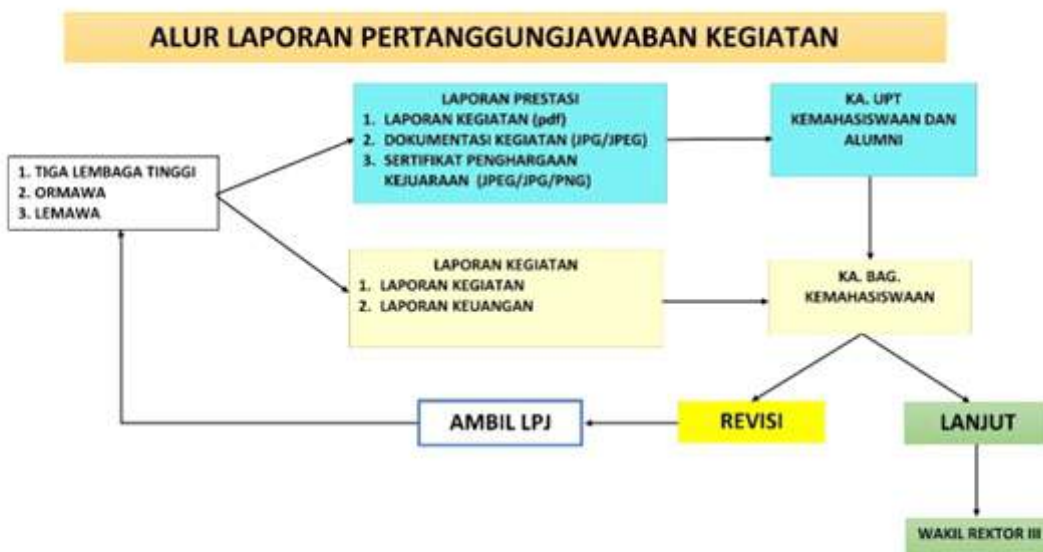 ALUR LAPORAN PERTANGGUNGJAWABAN KEGIATAN
1. TIGA LEMBAGA TINGGI
2. ORMAWA
3. LEMAWA
LAPORAN PRESTASI
1. LAPORAN KEGIATAN (pdf)
2. DOKUMENTASI KEGIATAN (JPG/JPEG)
3. SERTIFIKAT PENGHARGAAN
KEJUARAAN (JPEG/JPG/PNG)
KA. UPT
KEMAHASISWAAN DAN
ALUMNI
LAPORAN KEGIATAN
1. LAPORAN KEGIATAN
2. LAPORAN KEUANGAN
KA. BAG.
KEMAHASISWAAN
AMBIL LPJ
REVISI
LANJUT
WAKIL REKTOR III